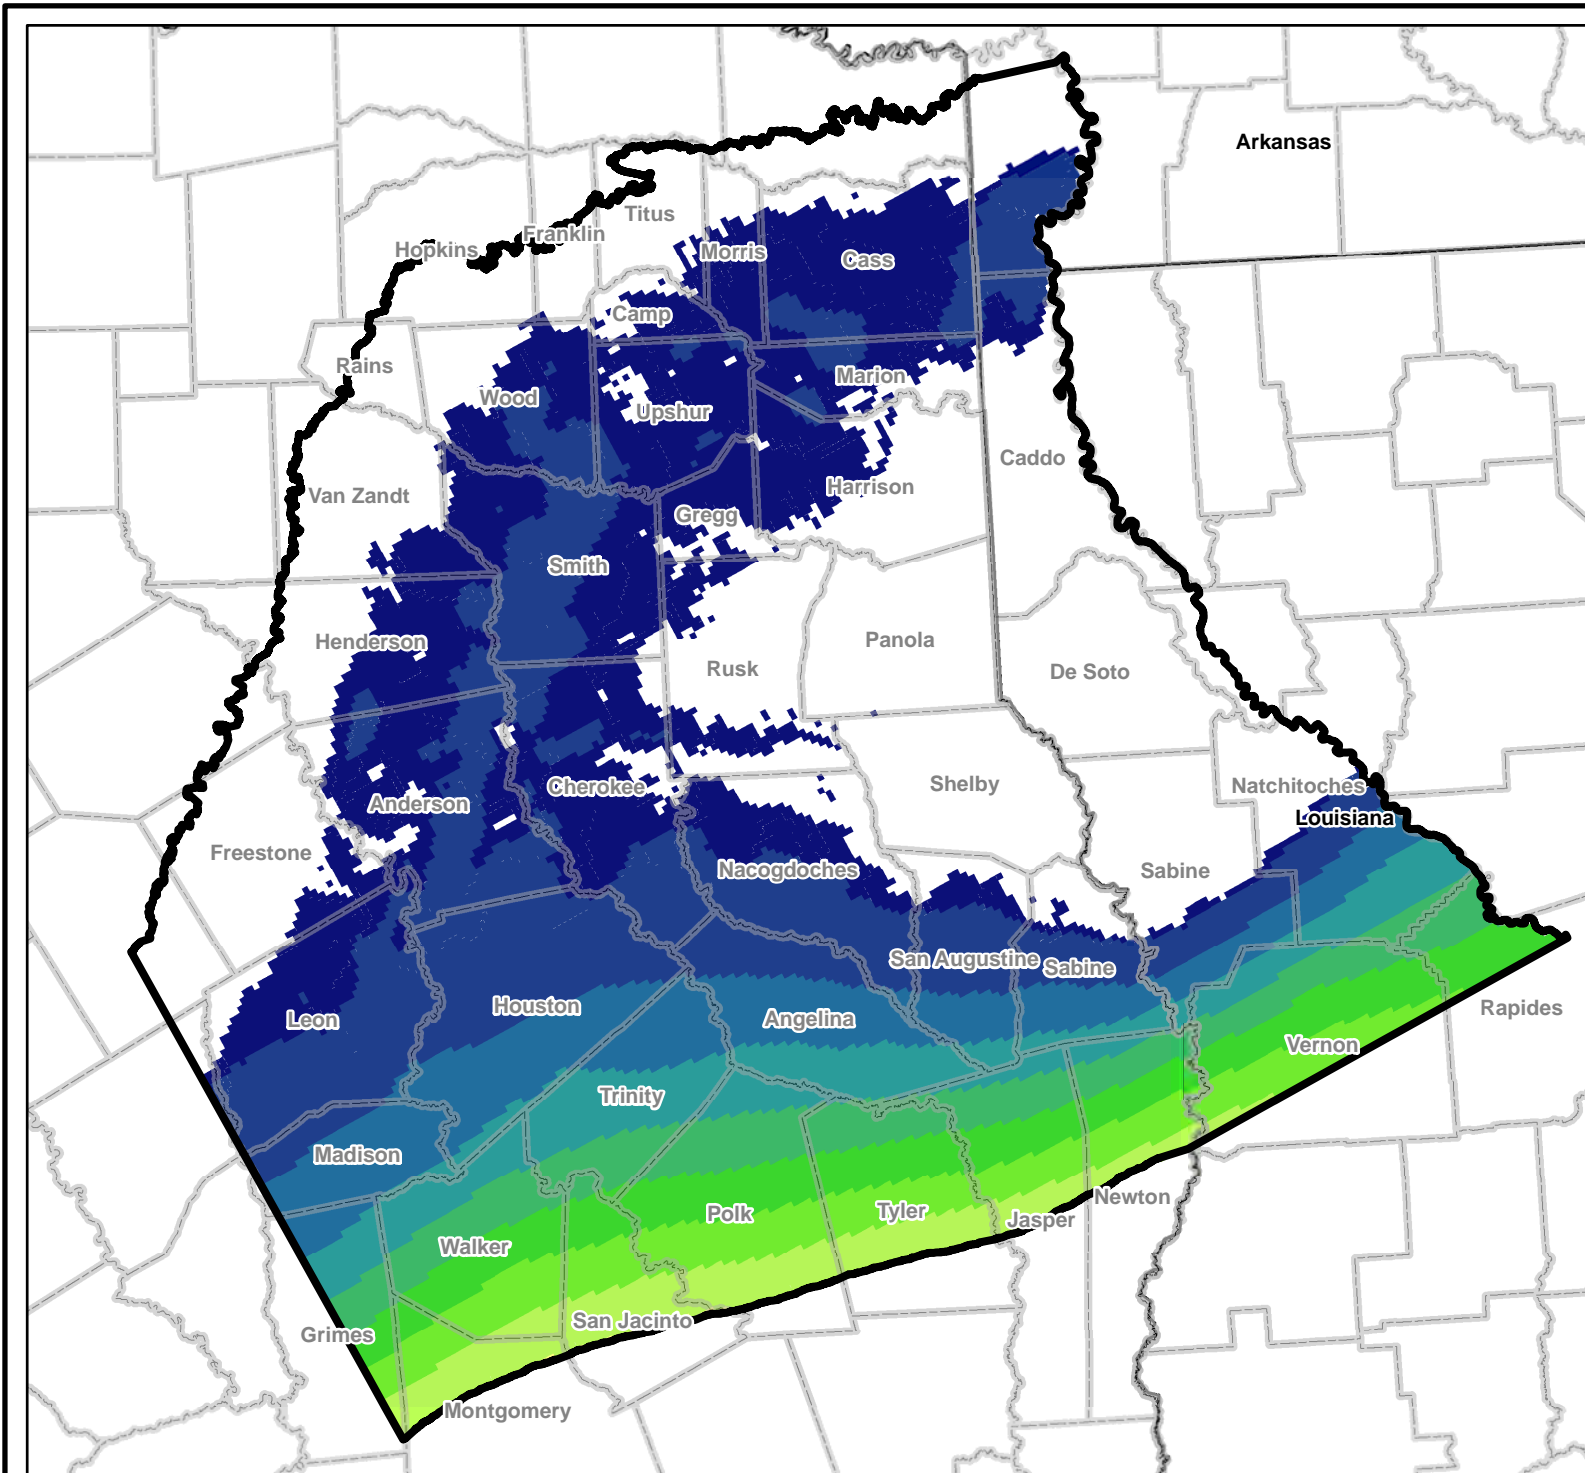 Arkansas
Titus
Franklin
Hopkins
Morris
Cass
Camp
Rains
Marion
Wood
Upshur
Caddo
Harrison
Van Zandt
Gregg
Smith
Henderson
Panola
Rusk
De Soto
Shelby
Natchitoches
Cherokee
Anderson
Louisiana
Freestone
Nacogdoches
Sabine
San Augustine
Sabine
Houston
Rapides
Leon
Angelina
Vernon
Trinity
Madison
Newton
Tyler
Polk
Jasper
Walker
San Jacinto
Grimes
Montgomery